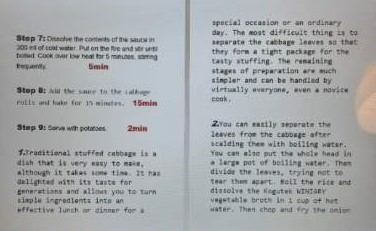 Step 7: Dissolve the contents of the sauce in
300 ml of cold water. Put on the fire and stir until
boiled. Cook over low heat for 5 minutes, stirring
frequently. 5min
Step 8: Add the sauce to the cabbage
rolls and bake for 15 minutes. 15min
Step 9: Serve with potatoes. 2min
1.Traditional stuffed cabbage is a
dish that is very easy to make,
although it takes some time. It has
delighted with its taste for
generations and allows you to turn
simple ingredients into an
effective lunch or dinner for a
special occasion or an ordinary
day. The most difficult thing is to
separate the cabbage leaves so that
they form a tight package for the
tasty stuffing. The remaining
stages of preparation are much
simpler and can be handled by
virtually everyone, even a novice
cook.
2.You can easily separate the
leaves from the cabbage after
scalding them with boiling water.
You can also put the whole head in
a large pot of boiling water. Then
divide the leaves, trying not to
tear them apart. Boil the rice and
dissolve the Kogutek WINIARY
vegetable broth in 1 cup of hot
water. Then chop and fry the onion